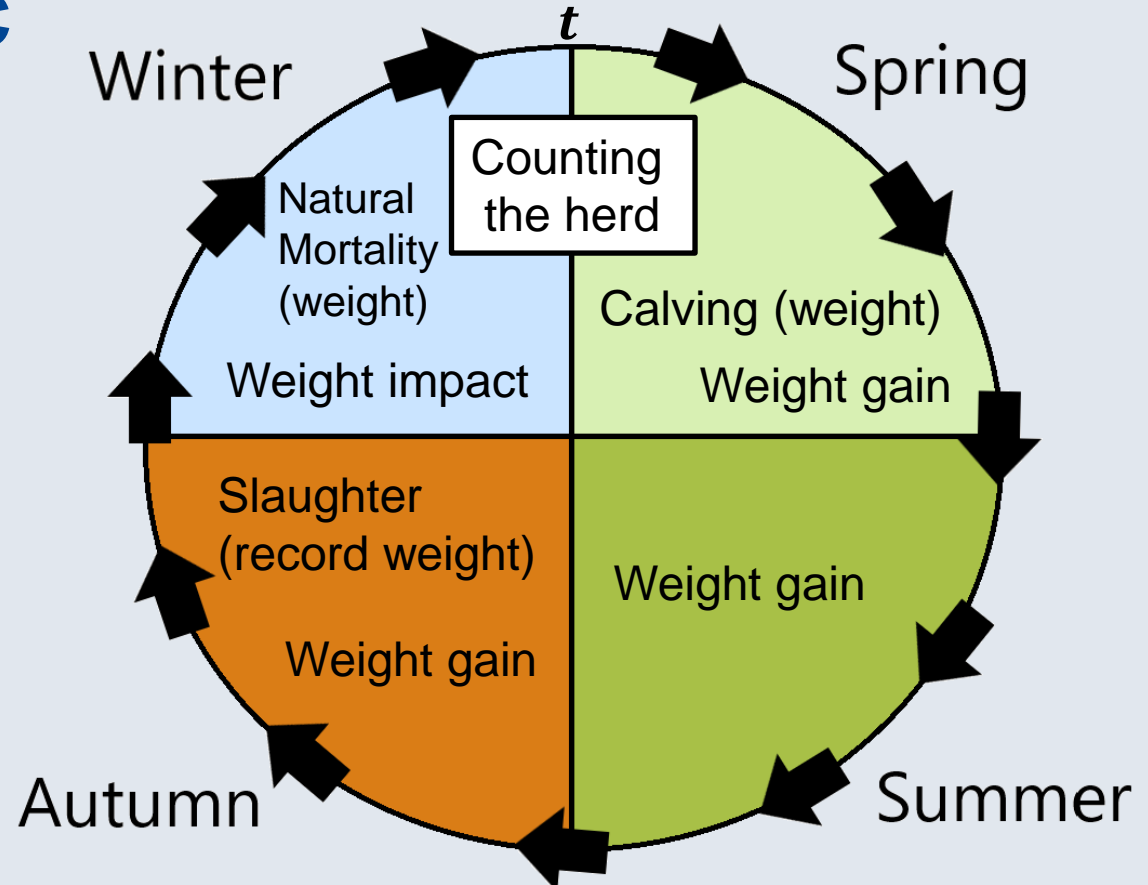 t
Winter
Spring
Counting
the herd
Natural
Mortality
(weight)
Weight impact
Calving (weight)
Weight gain
Slaughter
(record weight)
Weight gain
Weight gain
Autumn
Summer